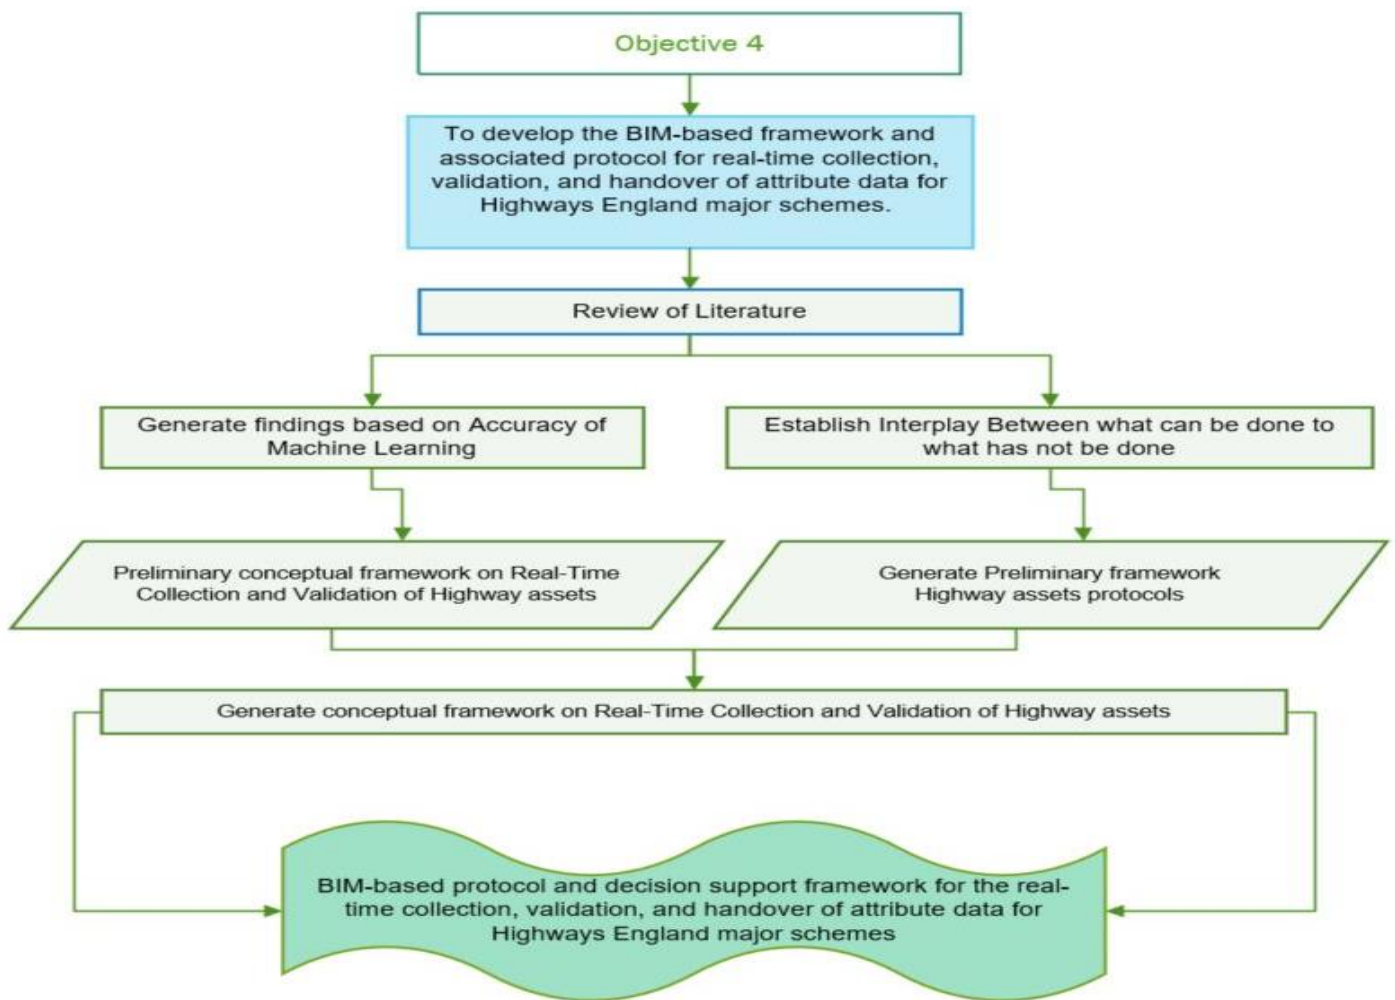 Objective 4
To develop the BIM-based framework and
associated protocol for real-time collection,
validation, and handover of attribute data for
Highways England major schemes.
Review of Literature
Generate findings based on Accuracy of
Machine Learning
Establish Interplay Between what can be done to
what has not be done
Preliminary conceptual framework on Real-Time
Collection and Validation of Highway assets
Generate Preliminary framework
Highway assets protocols
Generate conceptual framework on Real-Time Collection and Validation of Highway assets
BIM-based protocol and decision support framework for the real-
time collection, validation, and handover of attribute data for
Highways England major schemes